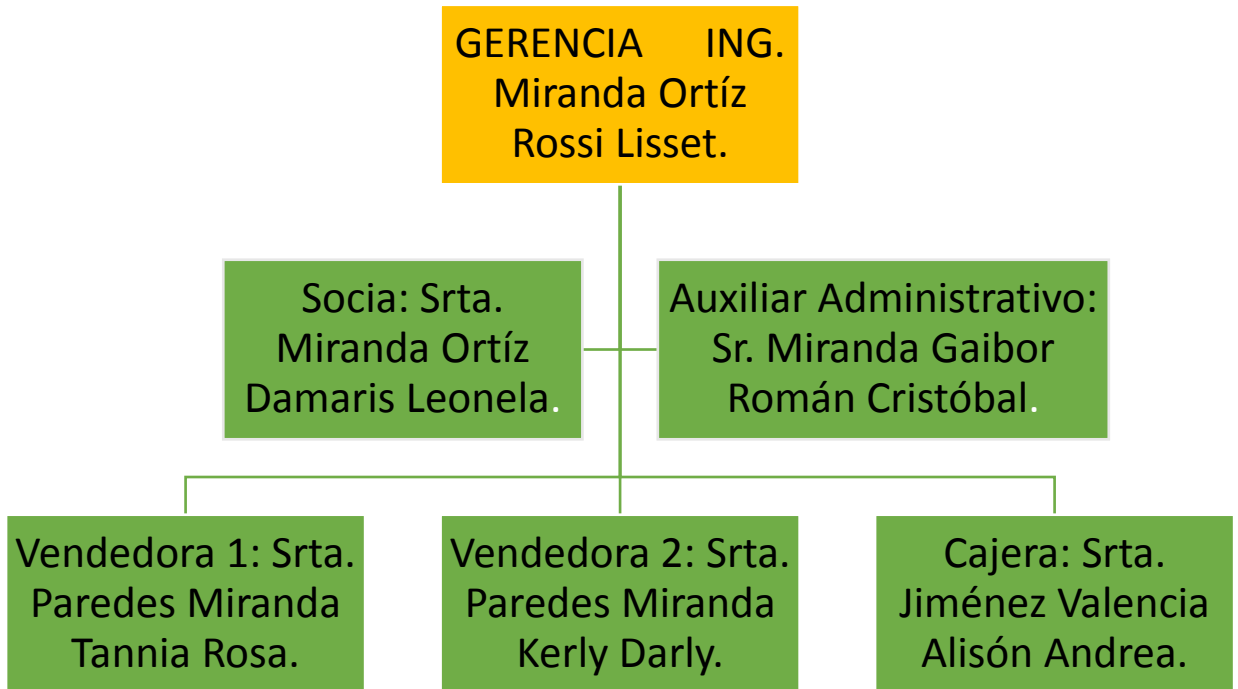 GERENCIA ING.
Miranda Ortíz
Rossi Lisset.
Socia: Srta.
Miranda Ortíz
Damaris Leonela.
Auxiliar Administrativo:
Sr. Miranda Gaibor
Román Cristóbal.
Vendedora 1: Srta.
Paredes Miranda
Tannia Rosa.
Vendedora 2: Srta.
Paredes Miranda
Kerly Darly.
Cajera: Srta.
Jiménez Valencia
Alisón Andrea.